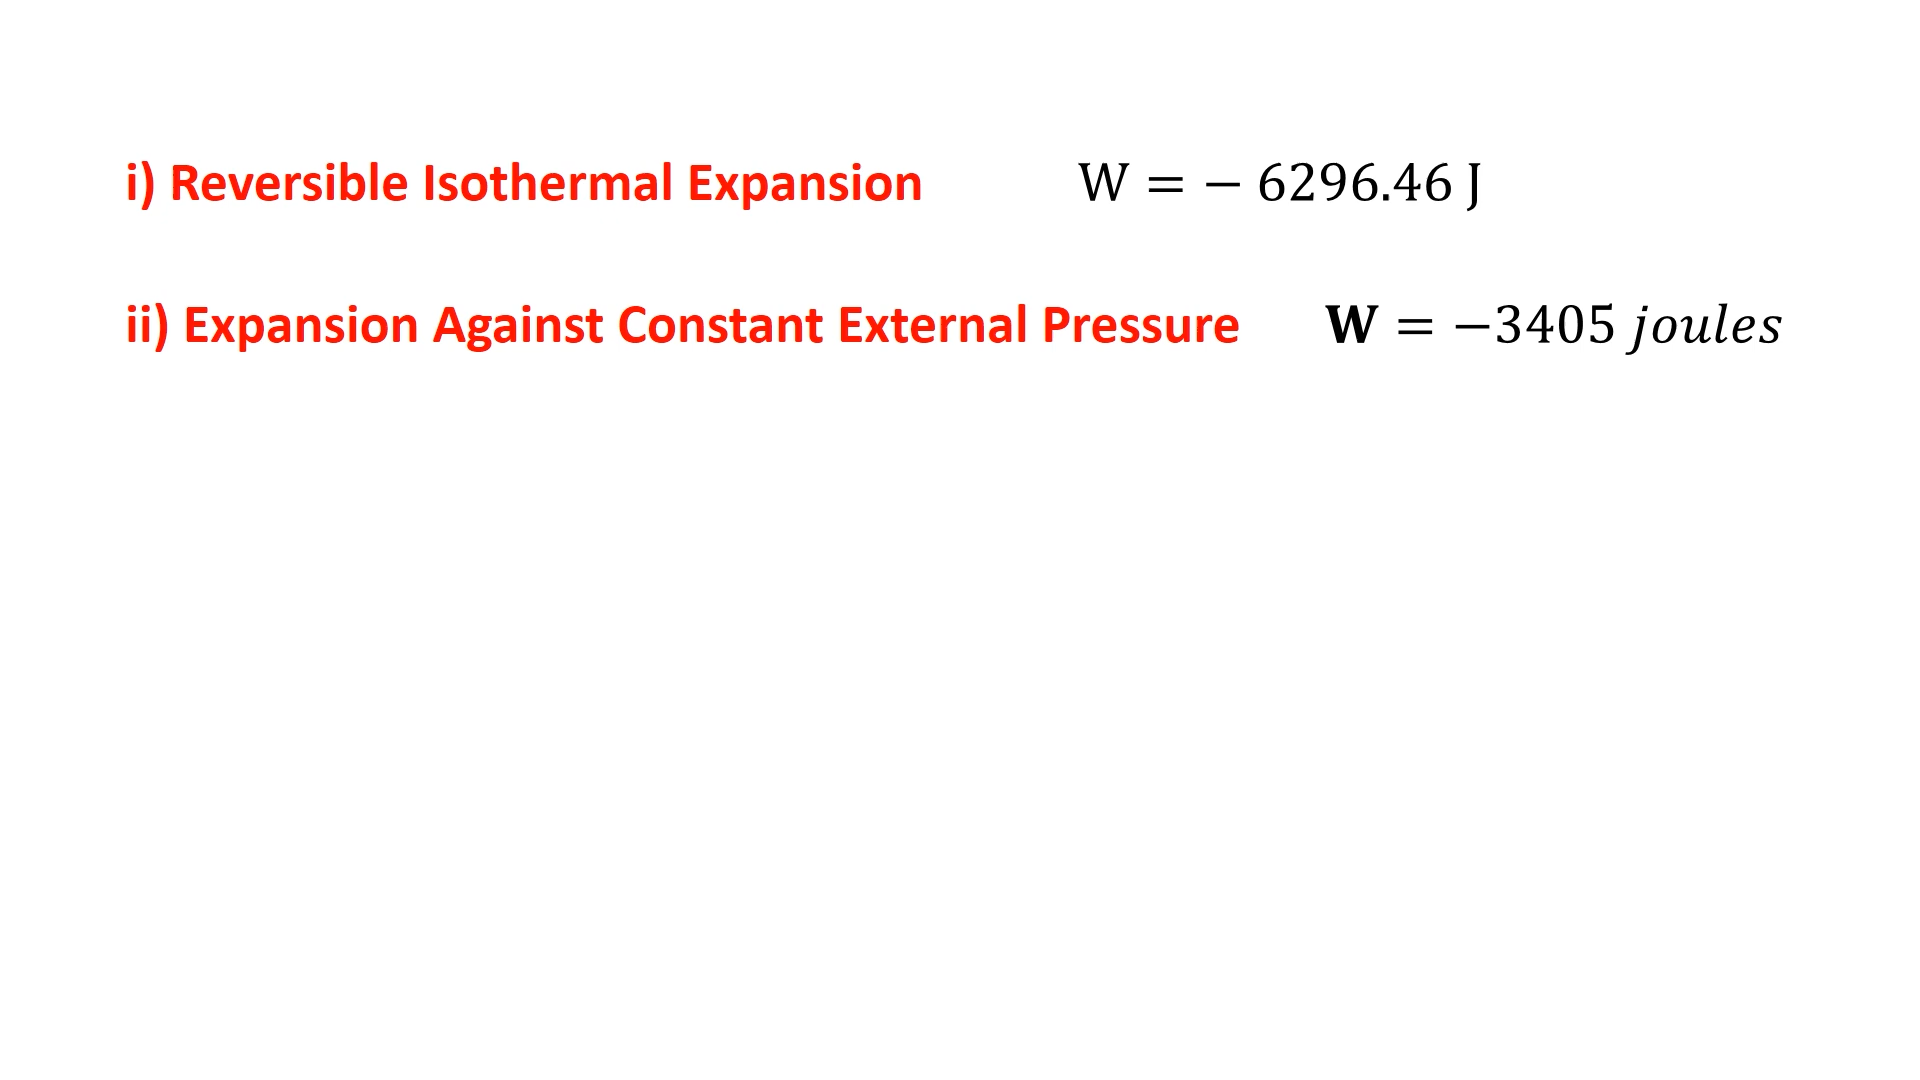 i) Reversible Isothermal Expansion W = − 6296.46 J
ii) Expansion Against Constant External Pressure W = −3405 joules